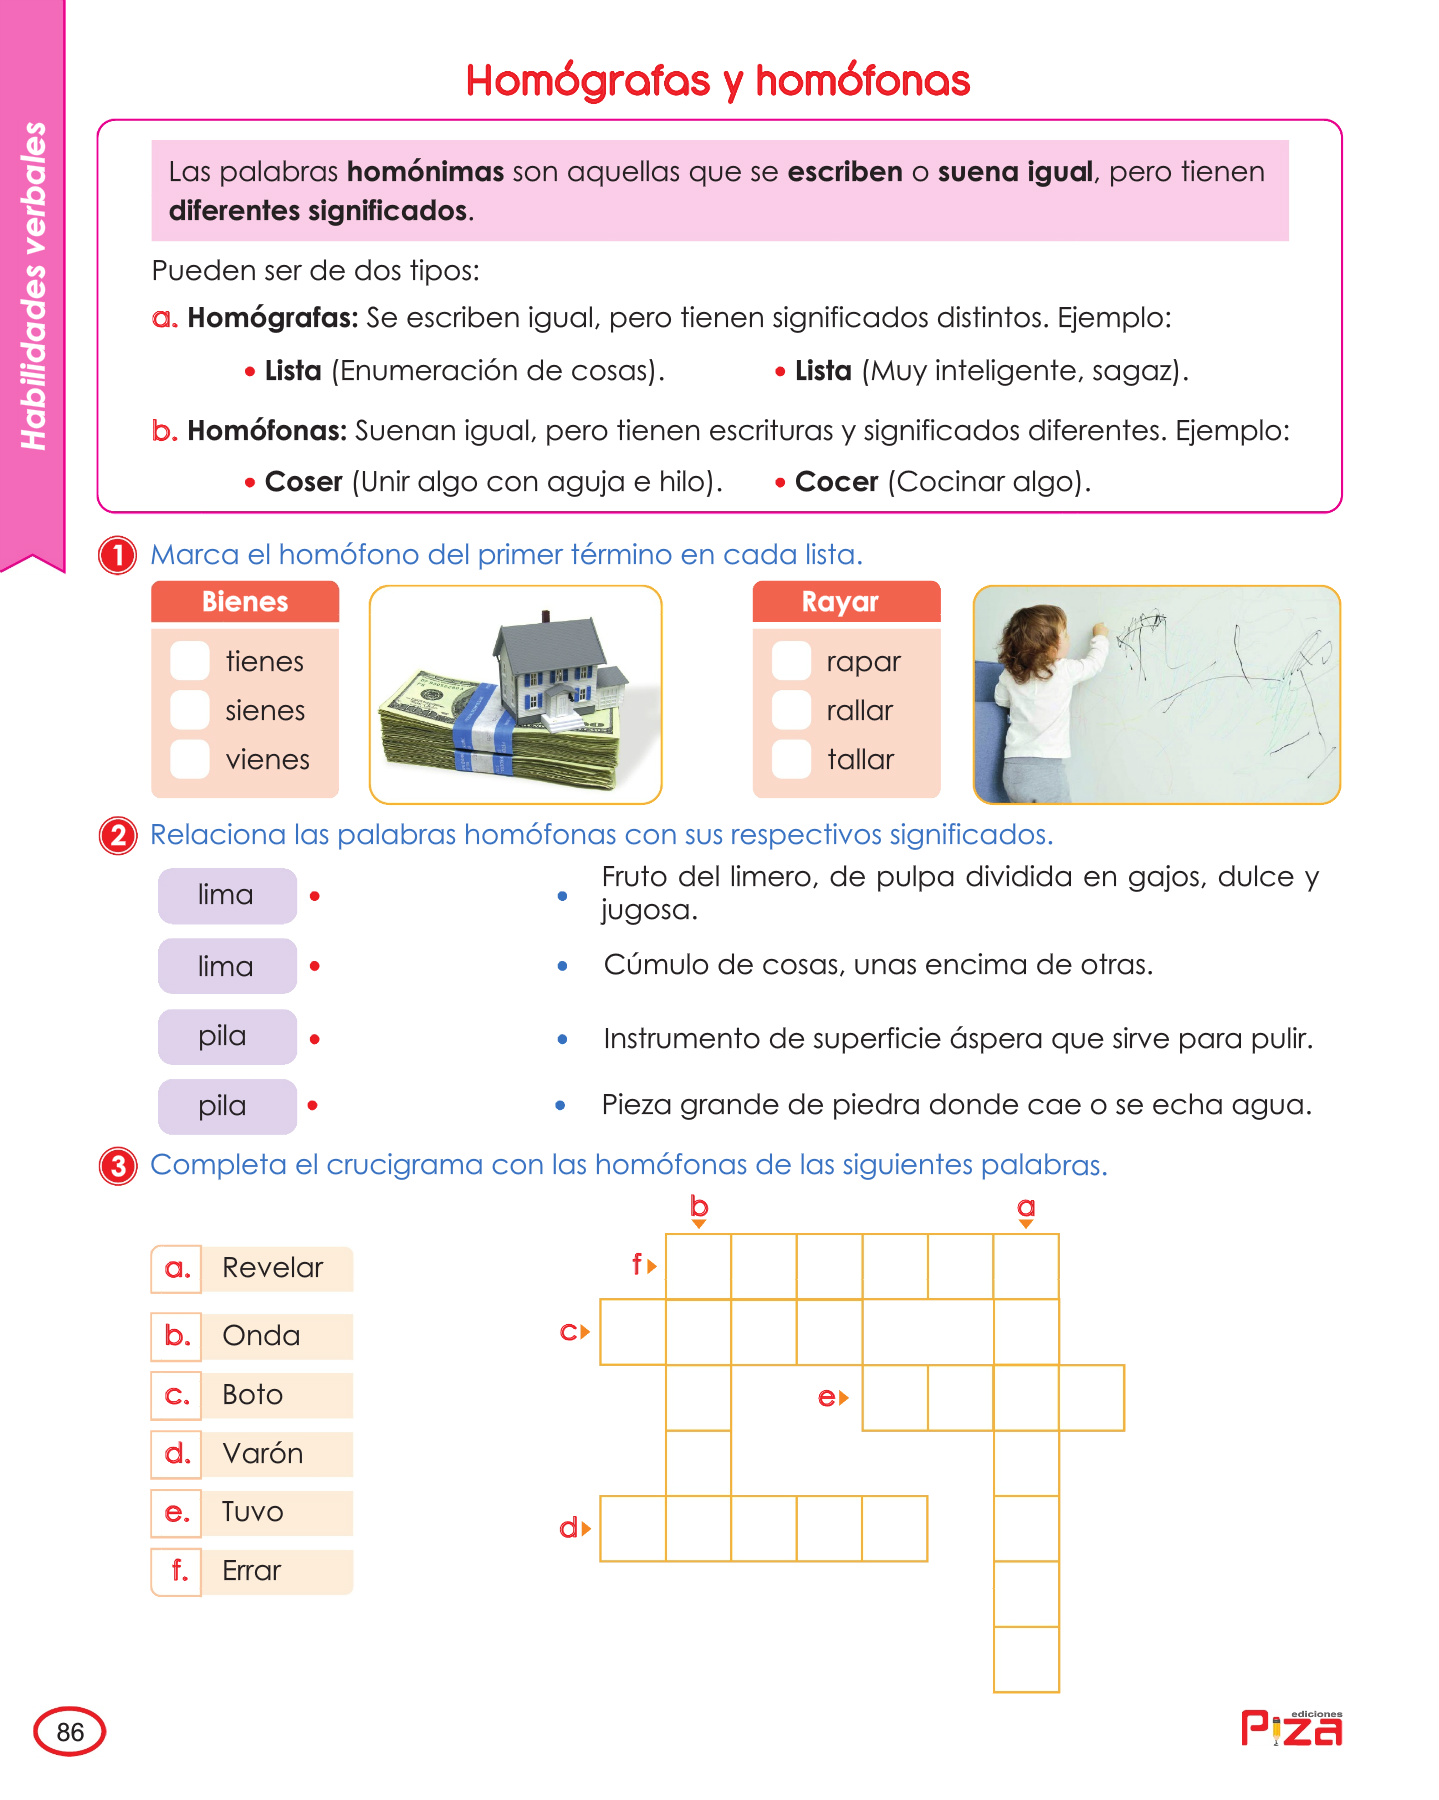 Habilidades verbales
Homógrafas y homófonas
Las palabras homónimas son aquellas que se escriben o suena igual, pero tienen
diferentes significados.
Pueden ser de dos tipos:
a. Homógrafas: Se escriben igual, pero tienen significados distintos. Ejemplo:
• Lista (Enumeración de cosas). • Lista (Muy inteligente, sagaz).
b. Homófonas: Suenan igual, pero tienen escrituras y significados diferentes. Ejemplo:
• Coser (Unir algo con aguja e hilo). • Cocer (Cocinar algo).
1 Marca el homófono del primer término en cada lista.
Bienes
tienes
sienes
vienes
Rayar
rapar
rallar
tallar
2 Relaciona las palabras homófonas con sus respectivos significados.
lima • • Fruto del limero, de pulpa dividida en gajos, dulce y
jugosa.
lima • • Cúmulo de cosas, unas encima de otras.
pila • • Instrumento de superficie áspera que sirve para pulir.
pila • • Pieza grande de piedra donde cae o se echa agua.
3 Completa el crucigrama con las homófonas de las siguientes palabras.
a. Revelar
b. Onda
c. Boto
d. Varón
e. Tuvo
f. Errar
b a
f
c
e
d
86
ediciones
Piza